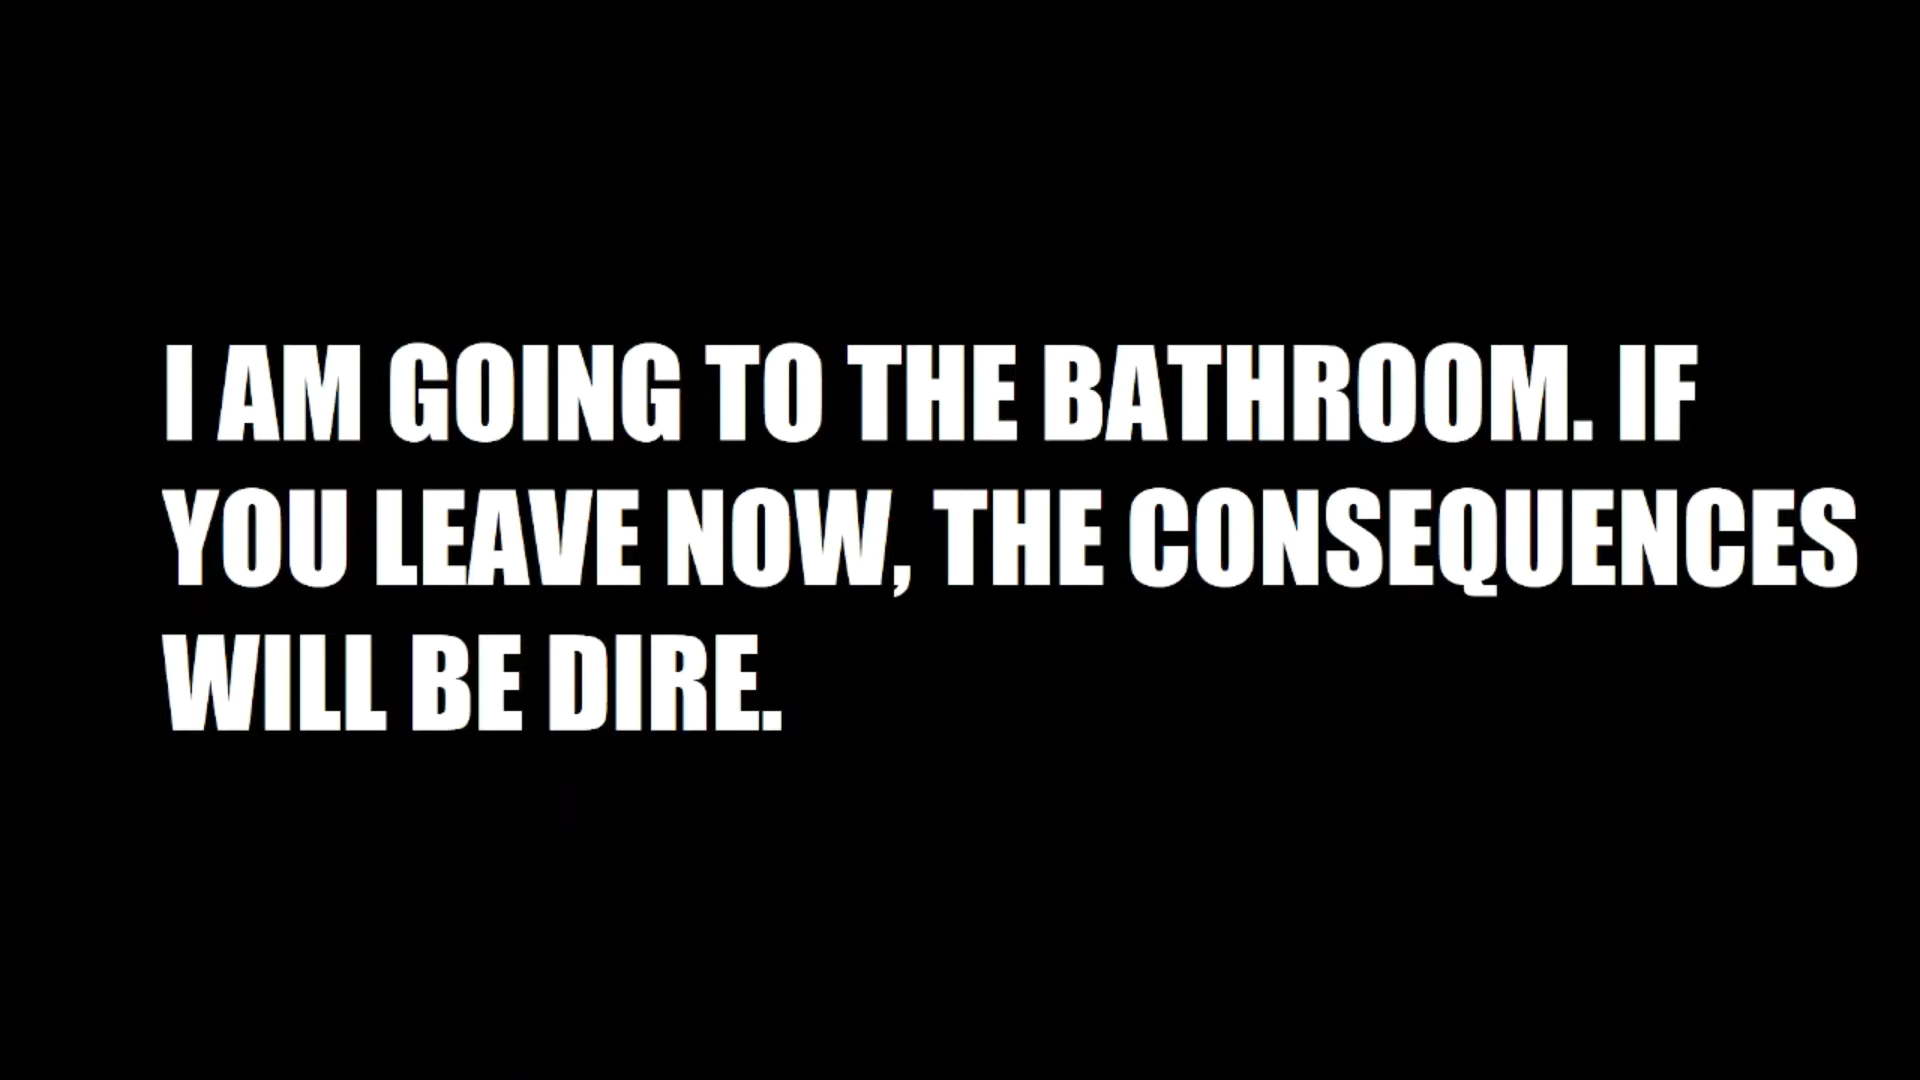 I AM GOING TO THE BATHROOM. IF
YOU LEAVE NOW, THE CONSEQUENCES
WILL BE DIRE.